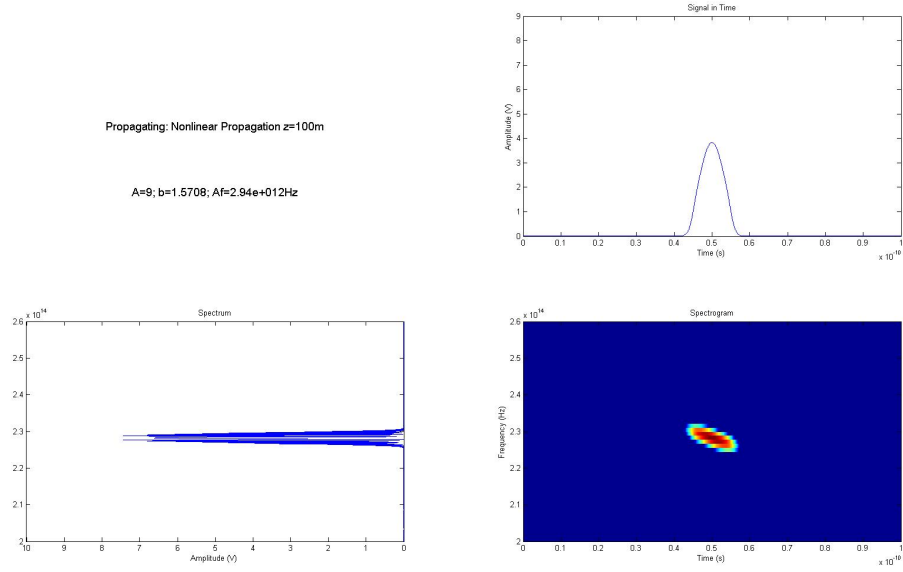 Propagating: Nonlinear Propagation z=100m
A=9; b=1.5708; Af=2.94e+012Hz
Signal in Time
9
8
7
6
5
4
3
2
1
0
Amplitude (V)
0 0.1 0.2 0.3 0.4 0.5 0.6 0.7 0.8 0.9 1
Time (s)
x 10^-10
Spectrum
x 10^14
2.6
2.5
2.4
2.3
2.2
2.1
2
10 9 8 7 6 5 4 3 2 1 0
Amplitude (V)
Spectrogram
x 10^14
2.6
2.5
2.4
2.3
2.2
2.1
2
Frequency (Hz)
0 0.1 0.2 0.3 0.4 0.5 0.6 0.7 0.8 0.9 1
Time (s)
x 10^-10